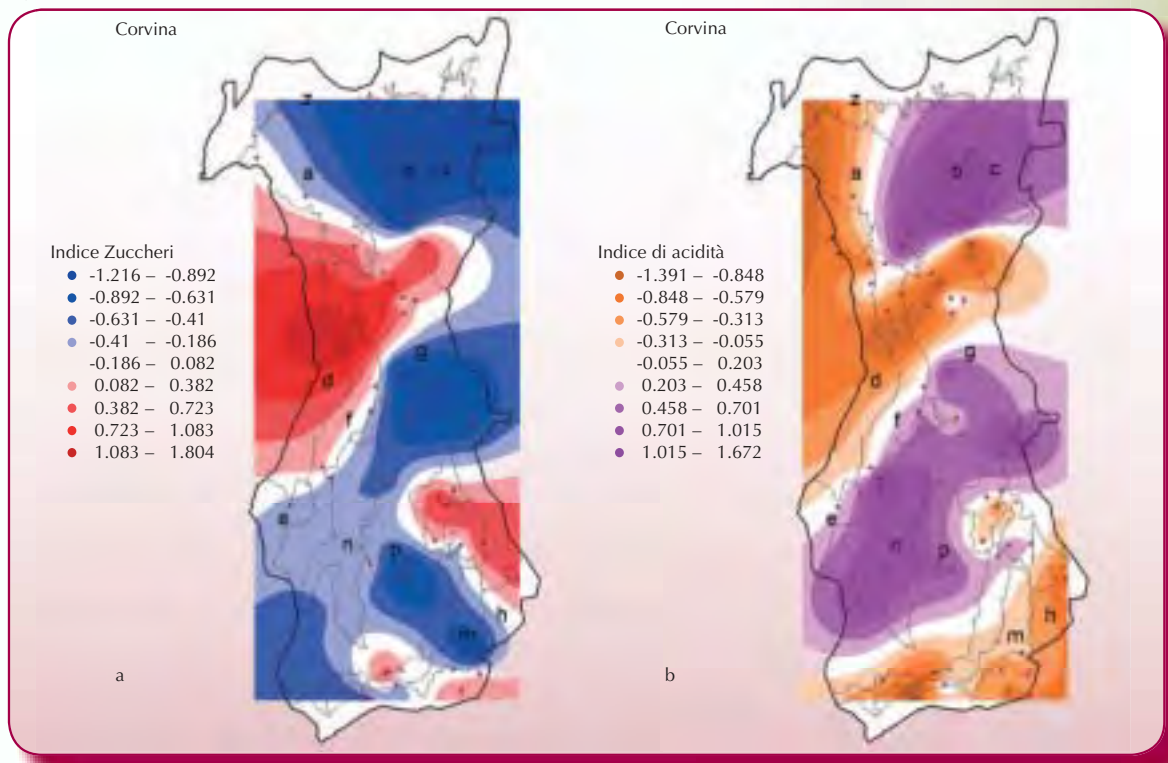 Corvina
z
a
d
g
f
e
n
p
h
m
Indice Zuccheri
-1.216 – -0.892
-0.892 – -0.631
-0.631 – -0.41
-0.41 – -0.186
-0.186 – 0.082
0.082 – 0.382
0.382 – 0.723
0.723 – 1.083
1.083 – 1.804
a
Corvina
z
a
b c
d
g
f
e
n
p
h
m
Indice di acidità
-1.391 – -0.848
-0.848 – -0.579
-0.579 – -0.313
-0.313 – -0.055
-0.055 – 0.203
0.203 – 0.458
0.458 – 0.701
0.701 – 1.015
1.015 – 1.672
b